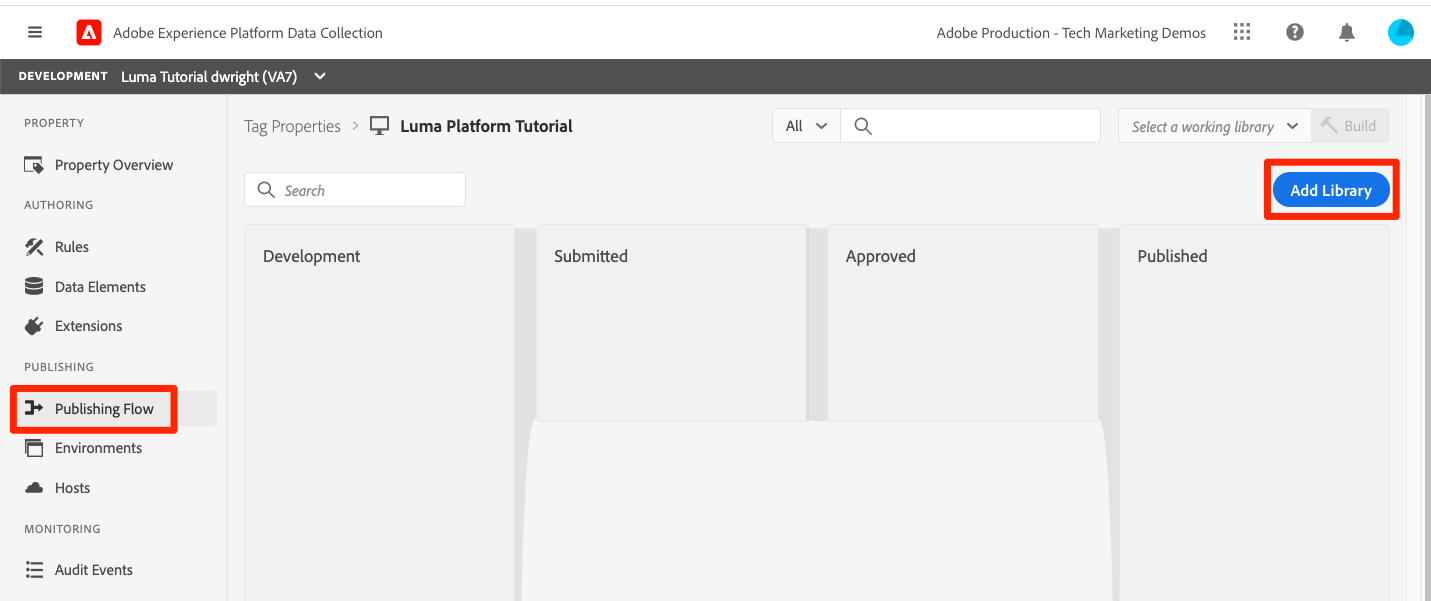 Adobe Experience Platform Data Collection
Adobe Production - Tech Marketing Demos
DEVELOPMENT Luma Tutorial dwright (VA7)
PROPERTY
Property Overview
AUTHORING
Rules
Data Elements
Extensions
PUBLISHING
Publishing Flow
Environments
Hosts
MONITORING
Audit Events
Tag Properties > Luma Platform Tutorial
All
Select a working library
Build
Search
Add Library
Development
Submitted
Approved
Published